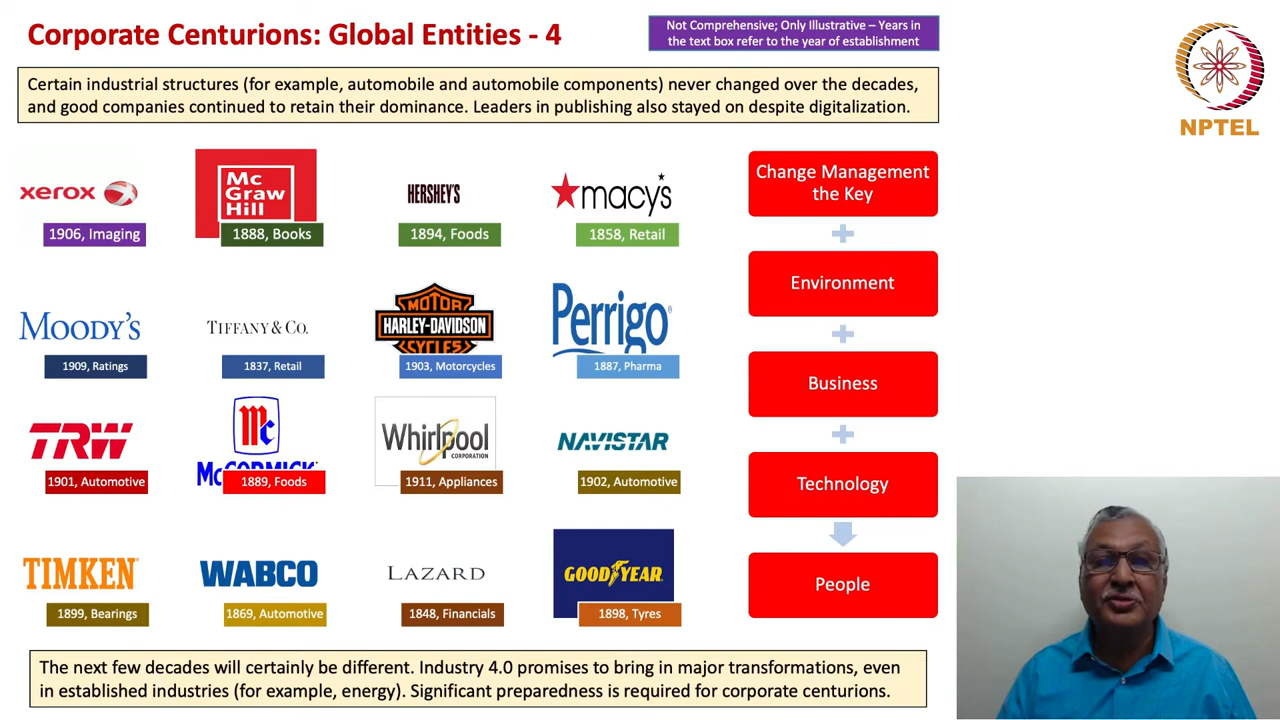 Corporate Centurions: Global Entities - 4
Not Comprehensive; Only Illustrative – Years in
the text box refer to the year of establishment
NPTEL
Certain industrial structures (for example, automobile and automobile components) never changed over the decades,
and good companies continued to retain their dominance. Leaders in publishing also stayed on despite digitalization.
xerox
1906, Imaging
Mc
Graw
Hill
1888, Books
HERSHEY'S
1894, Foods
macy's
1858, Retail
MOODY'S
1909, Ratings
TIFFANY & CO.
1837, Retail
MOTOR
HARLEY-DAVIDSON
CYCLES
1903, Motorcycles
Perrigo
1887, Pharma
TRW
1901, Automotive
Mc
McCORMICK
1889, Foods
Whirlpool
CORPORATION
1911, Appliances
NAVISTAR
1902, Automotive
TIMKEN
1899, Bearings
WABCO
1869, Automotive
LAZARD
1848, Financials
GOODYEAR
1898, Tyres
Change Management
the Key
Environment
Business
Technology
People
The next few decades will certainly be different. Industry 4.0 promises to bring in major transformations, even
in established industries (for example, energy). Significant preparedness is required for corporate centurions.